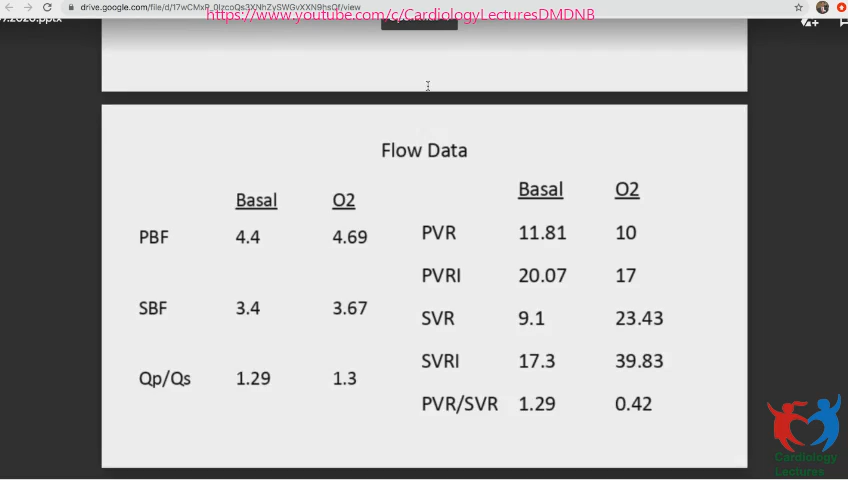 drive.google.com/file/d/17wCMxR_0IzcoQs3XNhZySWGvXXN9hsQf/view
https://www.youtube.com/c/CardiologyLecturesDMDNB
Flow Data
Basal O2
PBF 4.4 4.69
SBF 3.4 3.67
Qp/Qs 1.29 1.3
Basal O2
PVR 11.81 10
PVRI 20.07 17
SVR 9.1 23.43
SVRI 17.3 39.83
PVR/SVR 1.29 0.42
Cardiology
Lectures